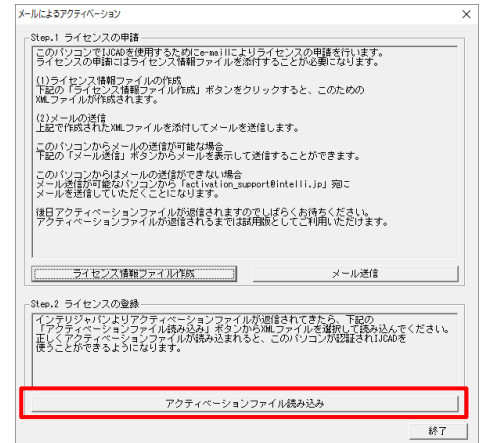 メールによるアクティベーション
Step.1 ライセンスの申請
このパソコンでIJCADを使用するためにe-mailによりライセンスの申請を行います。
ライセンスの申請にはライセンス情報ファイルを添付することが必要になります。
(1)ライセンス情報ファイルの作成
下記の「ライセンス情報ファイル作成」ボタンをクリックすると、このための
XMLファイルが作成されます。
(2)メールの送信
上記で作成されたXMLファイルを添付してメールを送信します。
このパソコンからメールの送信が可能な場合
下記の「メール送信」ボタンからメールを表示して送信することができます。
このパソコンからはメールの送信ができない場合
メール送信が可能なパソコンから「activation_support@intelli.jp」宛に
メールを送信していただくことになります。
後日アクティベーションファイルが返信されますのでしばらくお待ちください。
アクティベーションファイルが返信されるまでは試用版としてご利用いただけます。
ライセンス情報ファイル作成
メール送信
Step.2 ライセンスの登録
インテリジャパンよりアクティベーションファイルが返信されてきたら、下記の
「アクティベーションファイル読み込み」ボタンからXMLファイルを選択して読み込んでください。
正しくアクティベーションファイルが読み込まれると、このパソコンが認証されIJCADを
使うことができるようになります。
アクティベーションファイル読み込み
終了